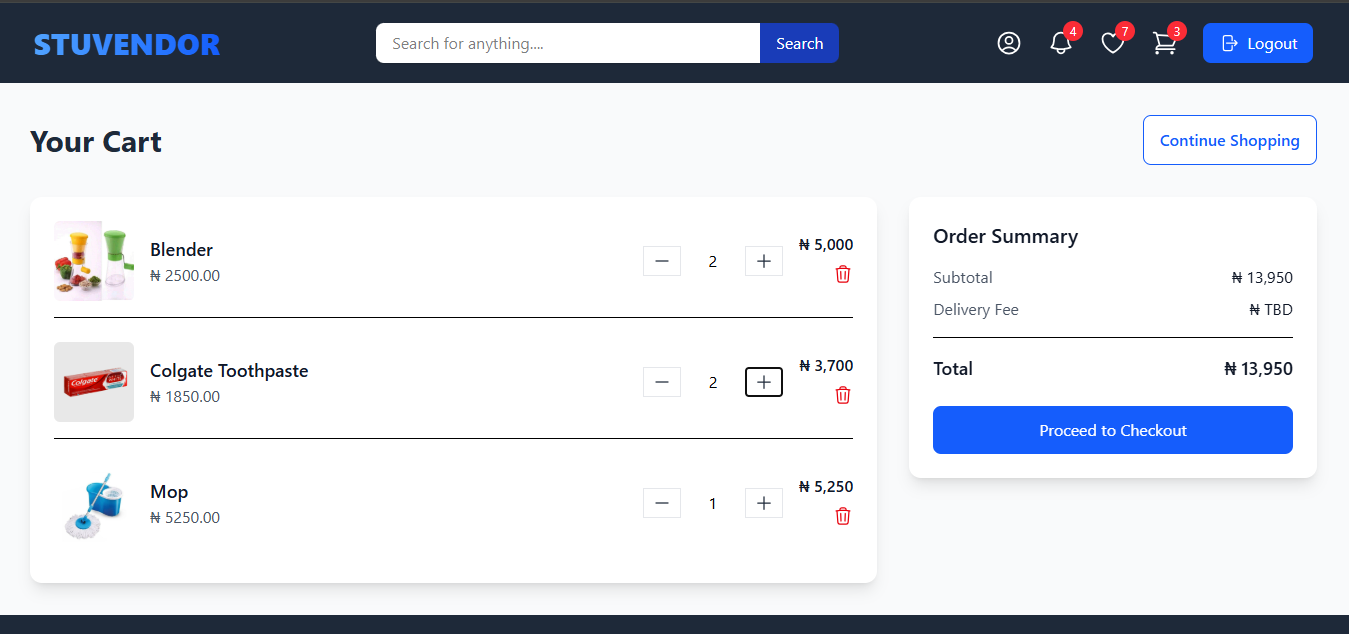 STUVENDOR
Search for anything....
Search
4
7
3
Logout
Your Cart
Continue Shopping
Blender
₦ 2500.00
2
₦ 5,000
Colgate Toothpaste
₦ 1850.00
2
₦ 3,700
Mop
₦ 5250.00
1
₦ 5,250
Colgate
Order Summary
Subtotal ₦ 13,950
Delivery Fee ₦ TBD
Total ₦ 13,950
Proceed to Checkout